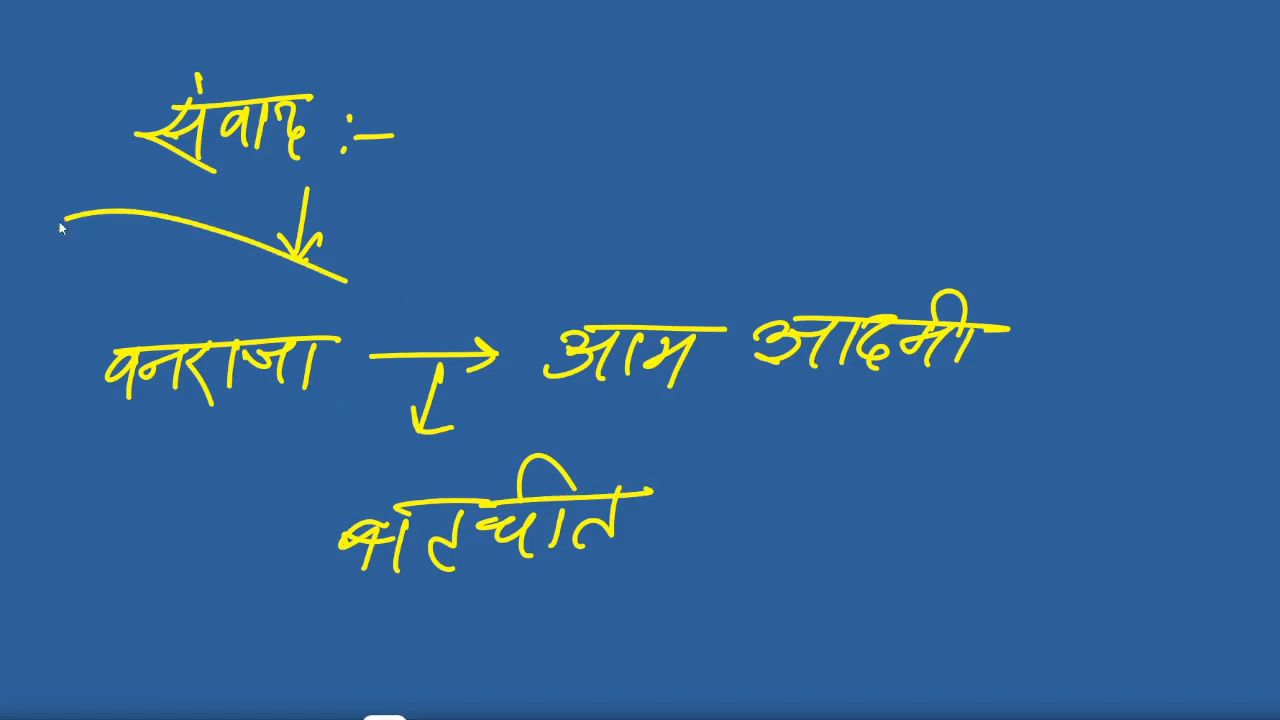 संवाद :-
वनराजा → आम आदमी
बातचीत